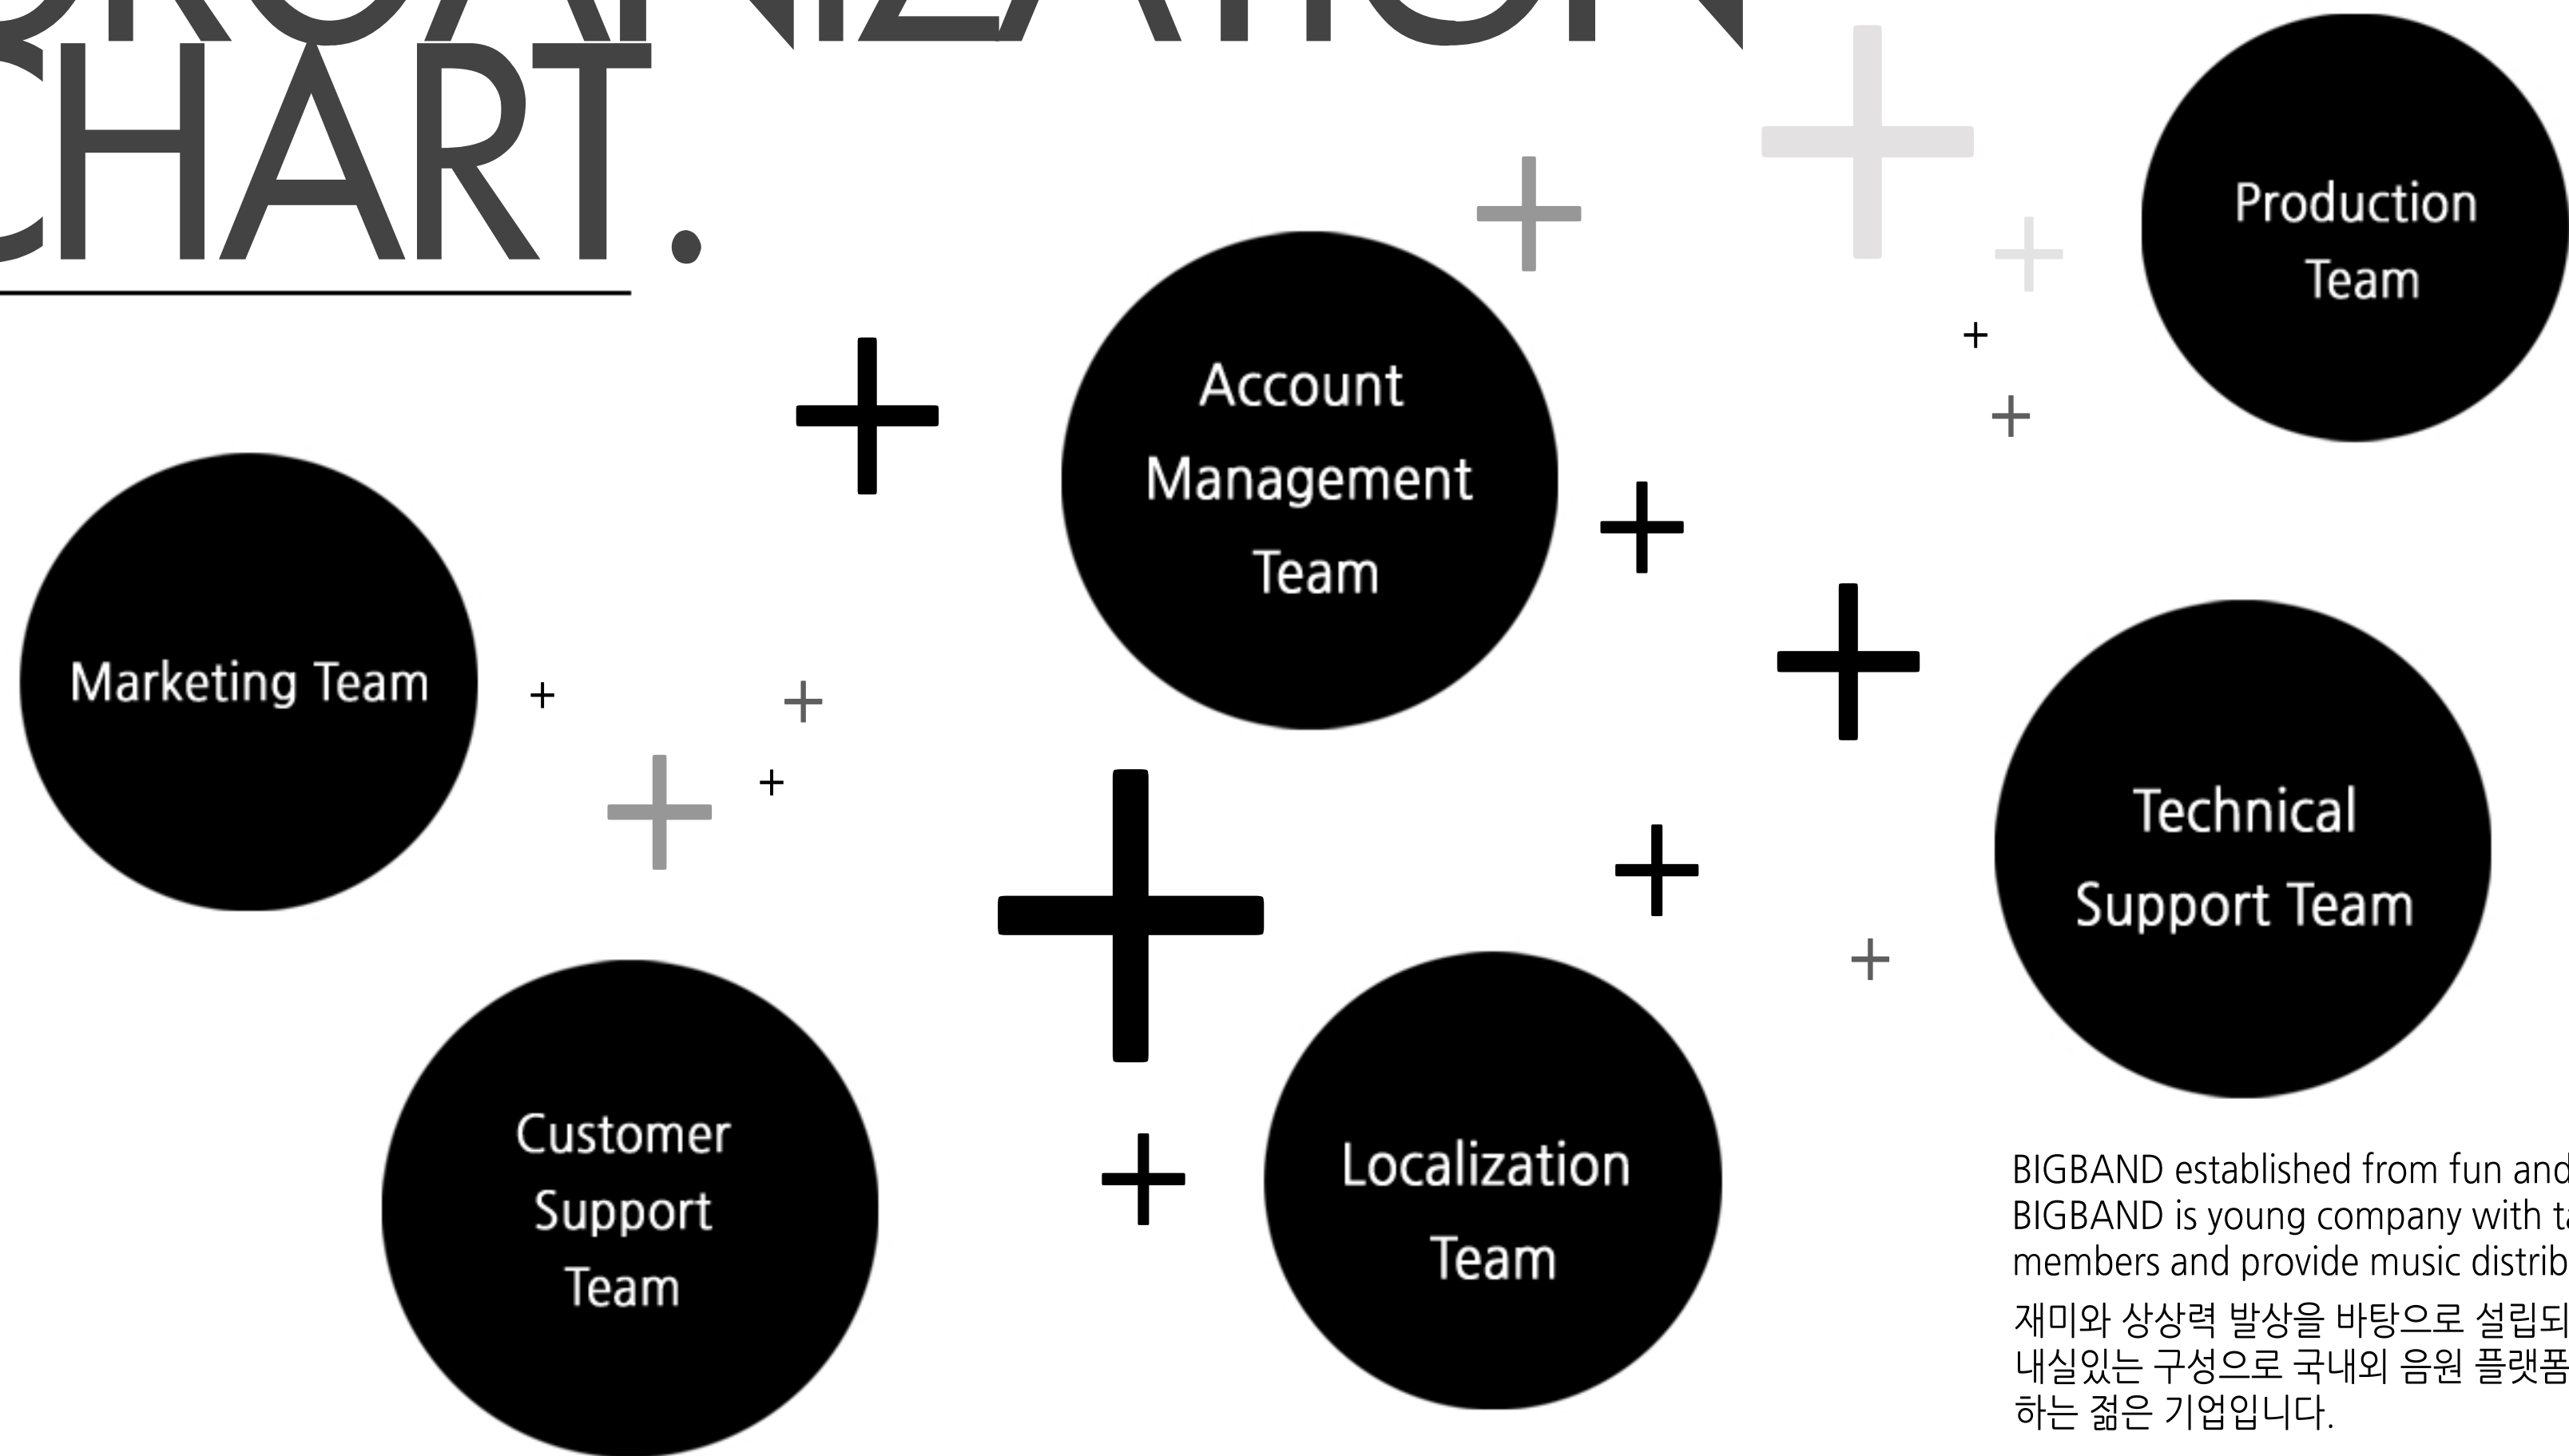 ORGANIZATION
CHART.
Production
Team
Account
Management
Team
Marketing Team
Technical
Support Team
Customer
Support
Team
Localization
Team
BIGBAND established from fun and
BIGBAND is young company with
members and provide music distrib
재미와 상상력 발상을 바탕으로 설립되
내실있는 구성으로 국내외 음원 플랫폼
하는 젊은 기업입니다.